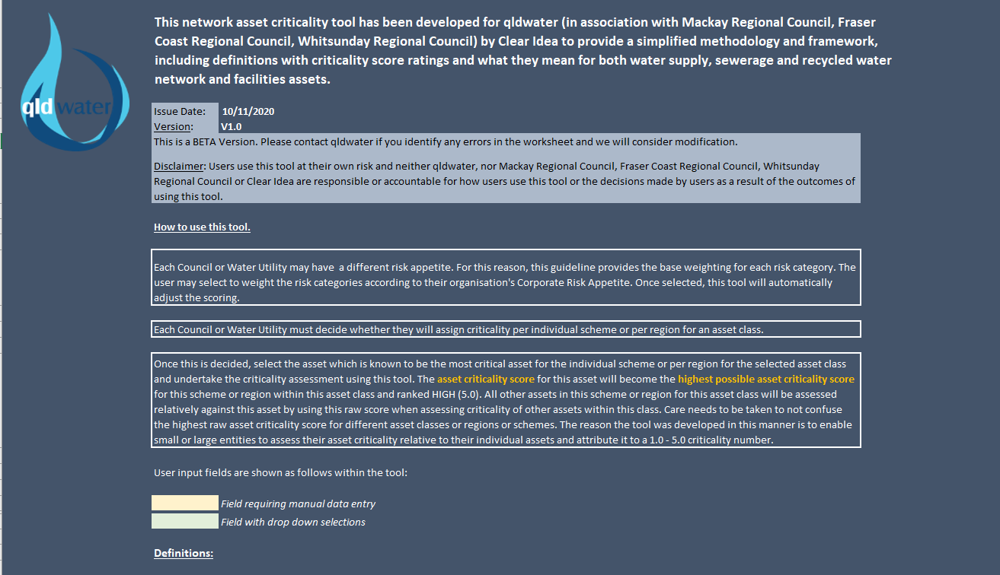 This network asset criticality tool has been developed for qldwater (in association with Mackay Regional Council, Fraser
Coast Regional Council, Whitsunday Regional Council) by Clear Idea to provide a simplified methodology and framework,
including definitions with criticality score ratings and what they mean for both water supply, sewerage and recycled water
network and facilities assets.
qldwater
Issue Date: 10/11/2020
Version: V1.0
This is a BETA Version. Please contact qldwater if you identify any errors in the worksheet and we will consider modification.
Disclaimer: Users use this tool at their own risk and neither qldwater, nor Mackay Regional Council, Fraser Coast Regional Council, Whitsunday
Regional Council or Clear Idea are responsible or accountable for how users use this tool or the decisions made by users as a result of the outcomes of
using this tool.
How to use this tool.
Each Council or Water Utility may have  a different risk appetite. For this reason, this guideline provides the base weighting for each risk category. The
user may select to weight the risk categories according to their organisation's Corporate Risk Appetite. Once selected, this tool will automatically
adjust the scoring.
Each Council or Water Utility must decide whether they will assign criticality per individual scheme or per region for an asset class.
Once this is decided, select the asset which is known to be the most critical asset for the individual scheme or per region for the selected asset class
and undertake the criticality assessment using this tool. The asset criticality score for this asset will become the highest possible asset criticality score
for this scheme or region within this asset class and ranked HIGH (5.0). All other assets in this scheme or region for this asset class will be assessed
relatively against this asset by using this raw score when assessing criticality of other assets within this class. Care needs to be taken to not confuse
the highest raw asset criticality score for different asset classes or regions or schemes. The reason the tool was developed in this manner is to enable
small or large entities to assess their asset criticality relative to their individual assets and attribute it to a 1.0 - 5.0 criticality number.
User input fields are shown as follows within the tool:
Field requiring manual data entry
Field with drop down selections
Definitions: